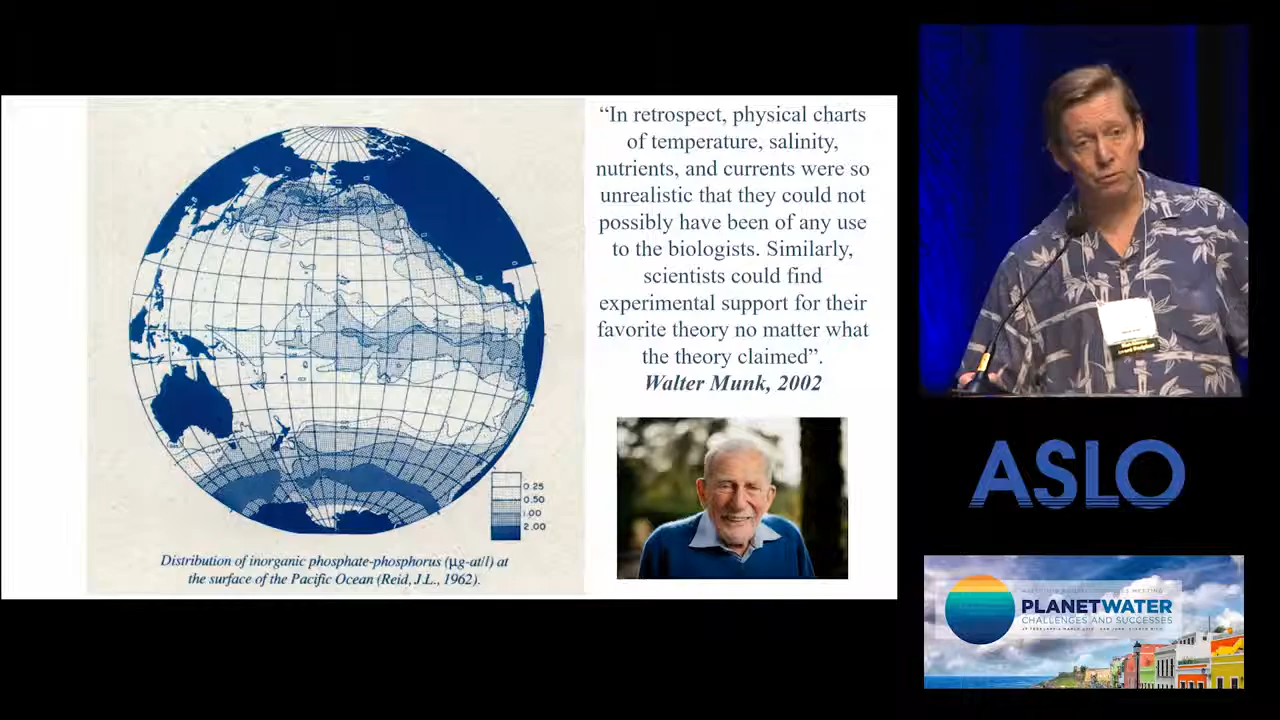 “In retrospect, physical charts
of temperature, salinity,
nutrients, and currents were so
unrealistic that they could not
possibly have been of any use
to the biologists. Similarly,
scientists could find
experimental support for their
favorite theory no matter what
the theory claimed”.
Walter Munk, 2002
0.25
0.50
1.00
2.00
Distribution of inorganic phosphate-phosphorus (µg-at/l) at
the surface of the Pacific Ocean (Reid, J.L., 1962).
ASLO
PLANETWATER
CHALLENGES AND SUCCESSES